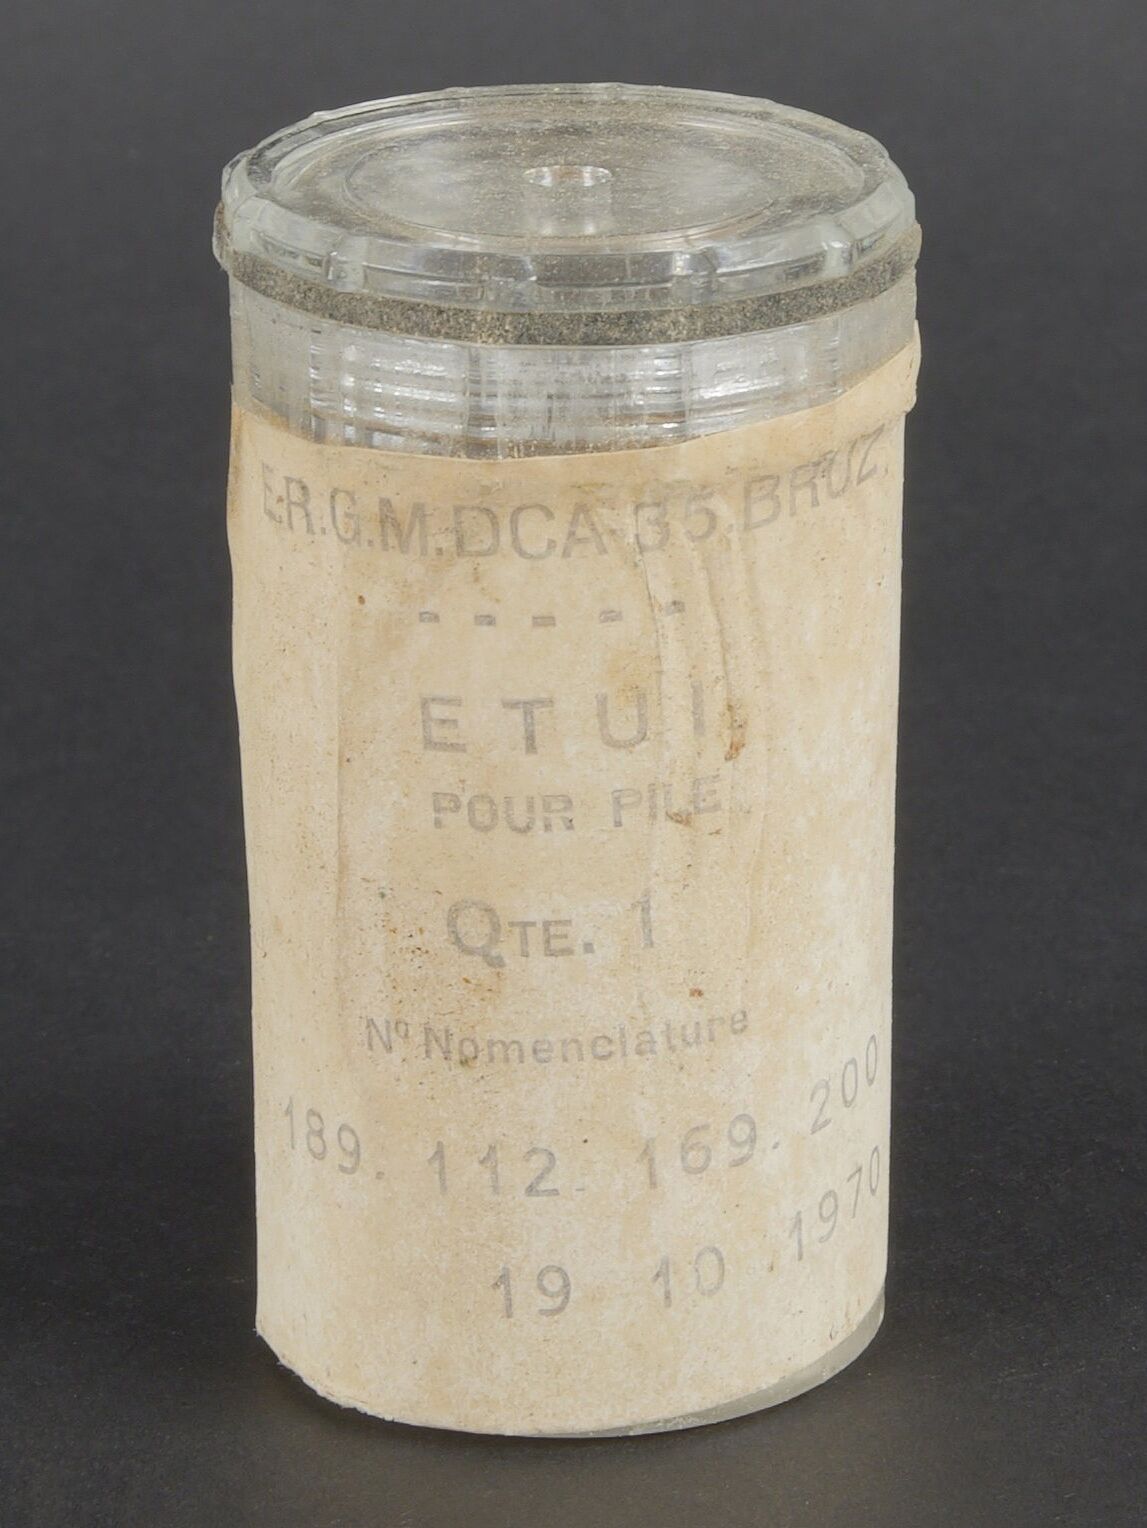 E.R.G.M.DCA-35.BRUZ.
-----
ETUI
POUR PILE
QTE. 1
Nº Nomenclature
189. 112. 169. 200
19 10 .1970